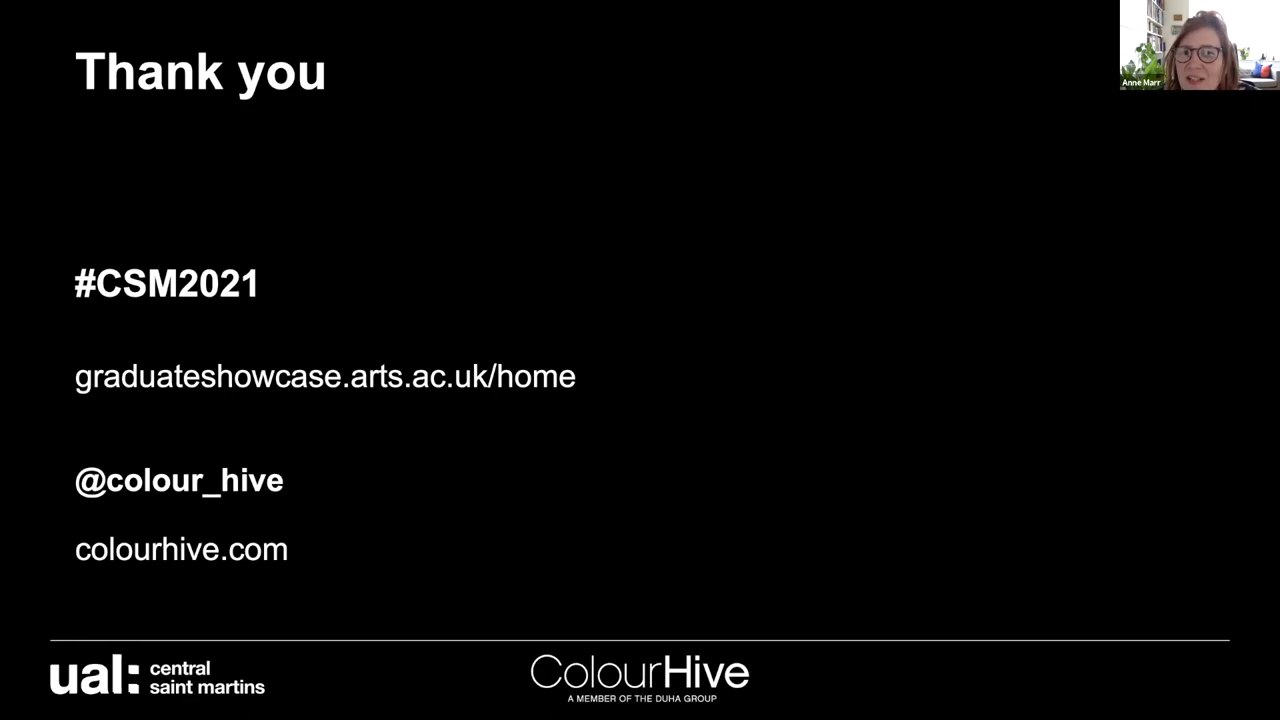 Thank you
Anne Marr
#CSM2021
graduateshowcase.arts.ac.uk/home
@colour_hive
colourhive.com
ual: central saint martins
ColourHive
A MEMBER OF THE DUHA GROUP